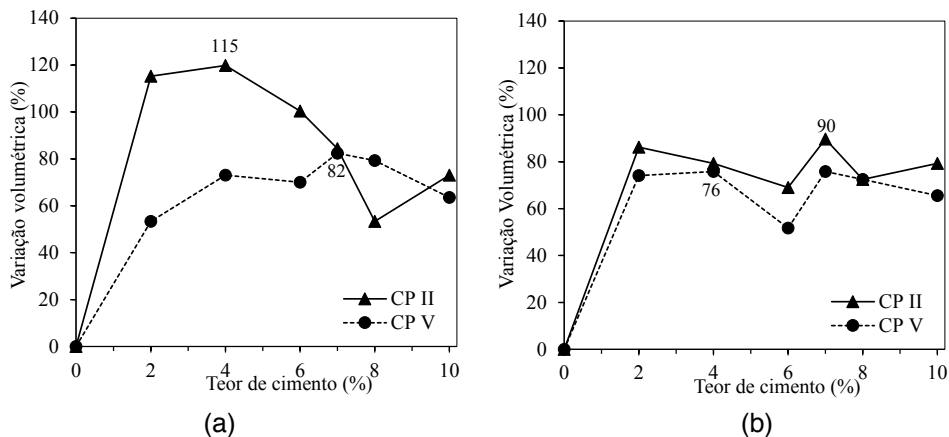 140
120
100
80
60
40
20
0
Variação volumétrica (%)
115
82
CP II
CP V
0 2 4 6 8 10
Teor de cimento (%)
(a)
140
120
100
80
60
40
20
0
Variação Volumétrica (%)
90
76
CP II
CP V
0 2 4 6 8 10
Teor de cimento (%)
(b)